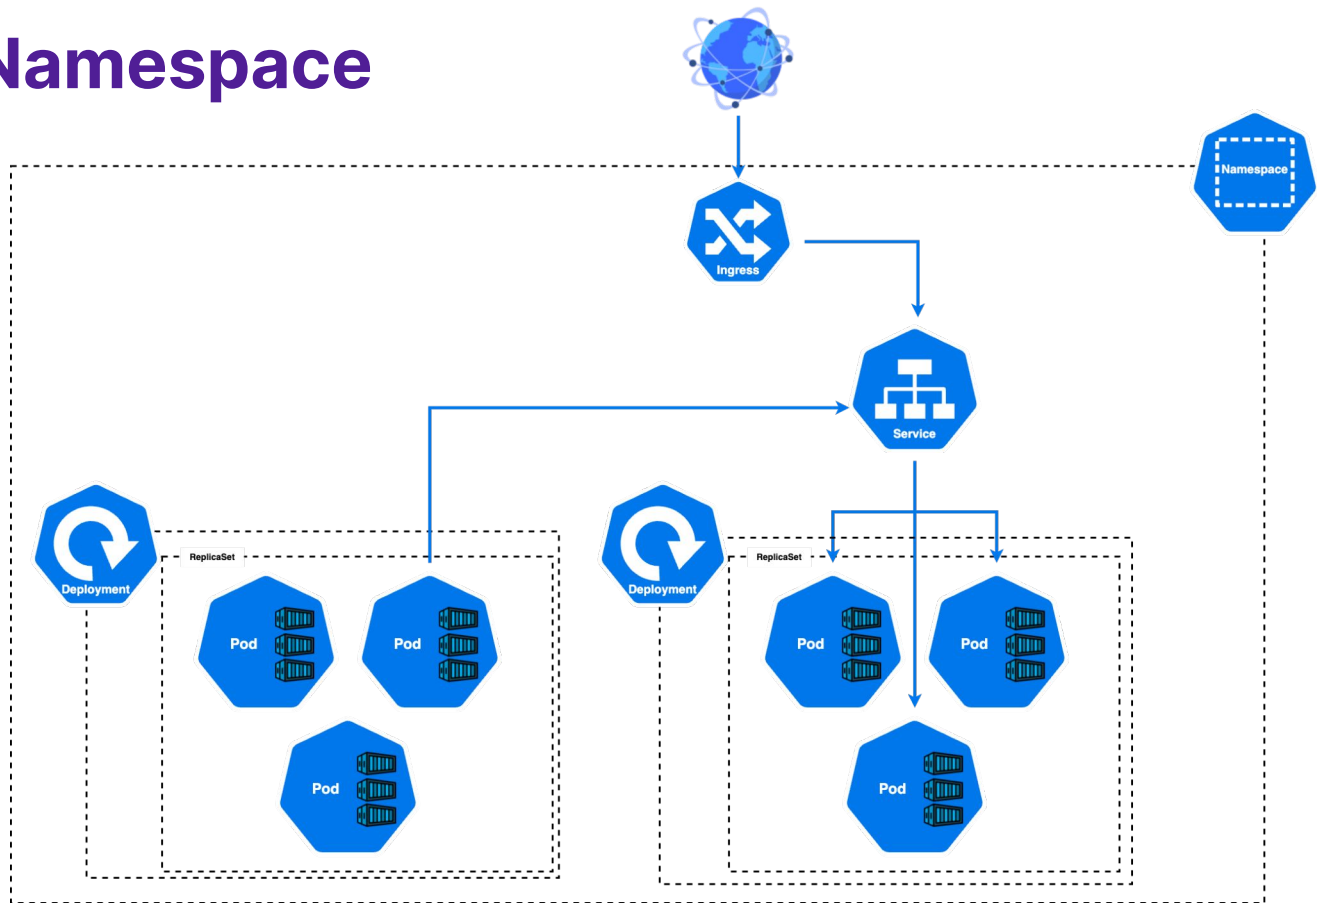 Namespace
Namespace
Ingress
Service
Deployment
ReplicaSet
Pod
Pod
Pod
Deployment
ReplicaSet
Pod
Pod
Pod